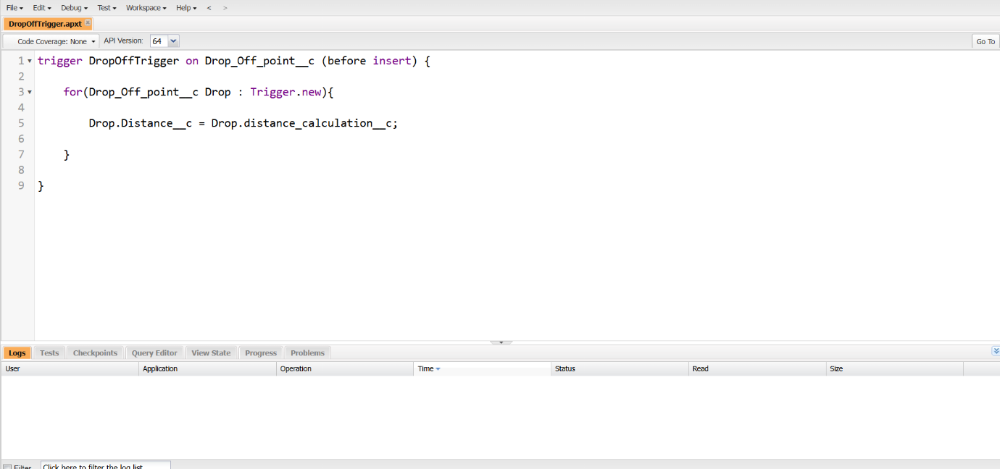 File Edit Debug Test Workspace Help < >
DropOffTrigger.apxt
Code Coverage: None API Version: 64 Go To
1 trigger DropOffTrigger on Drop_Off_point__c (before insert) {
2
3 for(Drop_Off_point__c Drop : Trigger.new){
4
5 Drop.Distance__c = Drop.distance_calculation__c;
6
7 }
8
9 }
Logs Tests Checkpoints Query Editor View State Progress Problems
User Application Operation Time Status Read Size
Filter Click here to filter the log list